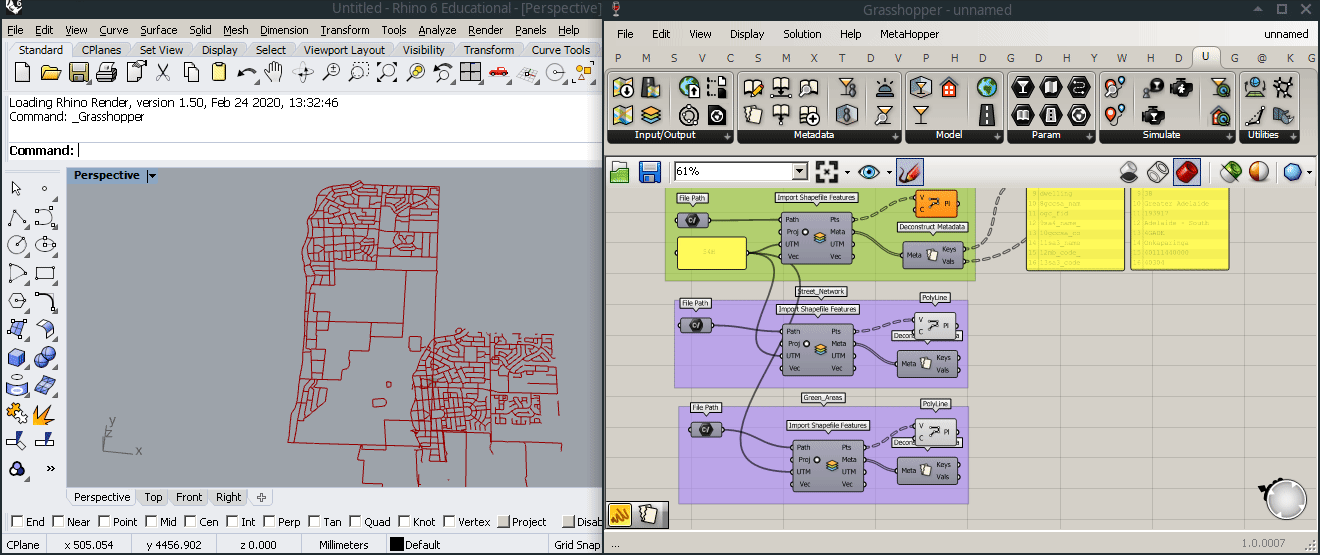 Untitled - Rhino 6 Educational - [Perspective]
File Edit View Curve Surface Solid Mesh Dimension Transform Tools Analyze Render Panels Help
Standard CPlanes Set View Display Select Viewport Layout Visibility Transform Curve Tools
Loading Rhino Render, version 1.50, Feb 24 2020, 13:32:46
Command: _Grasshopper
Command:
Perspective
y
z
x
Perspective Top Front Right
End Near Point Mid Cen Int Perp Tan Quad Knot Vertex Project Disab
CPlane x 505.054 y 4456.902 z 0.000 Millimeters Default Grid Snap
Grasshopper - unnamed
File Edit View Display Solution Help MetaHopper unnamed
P M S V C S M I T D W L H E D U G @ K G
Input/Output Metadata Model Param Simulate Utilities
61%
File Path
Import Shapefile Features
Path Pts
Proj Meta
UTM UTM
Vec Vec
V
C
Pl
Deconstruct Metadata
Meta
Keys
Vals
Street_Network
File Path
Import Shapefile Features
Path Pts
Proj Meta
UTM UTM
Vec Vec
PolyLine
V
C
Pl
Meta
Keys
Vals
Green_Areas
File Path
Import Shapefile Features
Path Pts
Proj Meta
UTM UTM
Vec Vec
PolyLine
V
C
Pl
Meta
Keys
Vals
...
1.0.0007